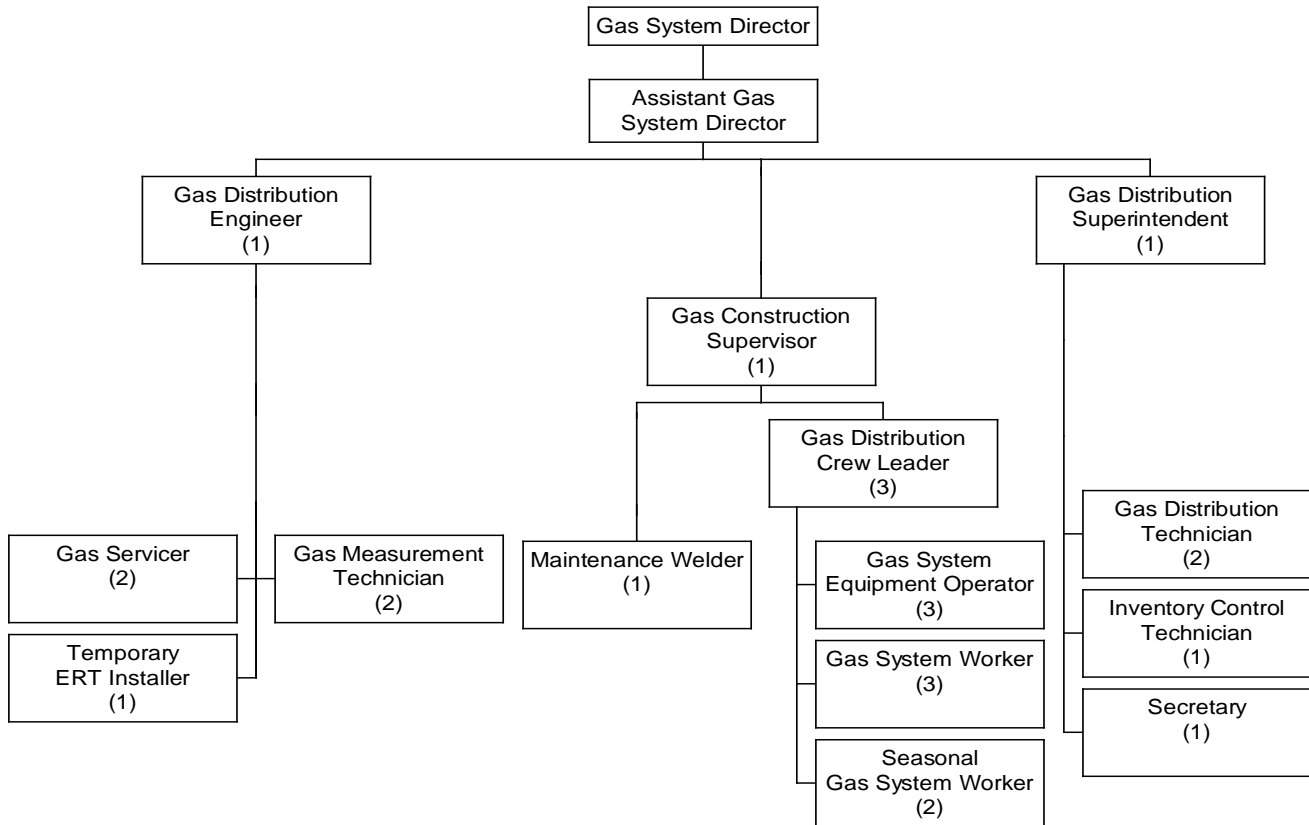 Gas System Director
Assistant Gas
System Director
Gas Distribution
Engineer
(1)
Gas Distribution
Superintendent
(1)
Gas Construction
Supervisor
(1)
Gas Distribution
Crew Leader
(3)
Gas Servicer
(2)
Gas Measurement
Technician
(2)
Temporary
ERT Installer
(1)
Maintenance Welder
(1)
Gas System
Equipment Operator
(3)
Gas System Worker
(3)
Seasonal
Gas System Worker
(2)
Gas Distribution
Technician
(2)
Inventory Control
Technician
(1)
Secretary
(1)